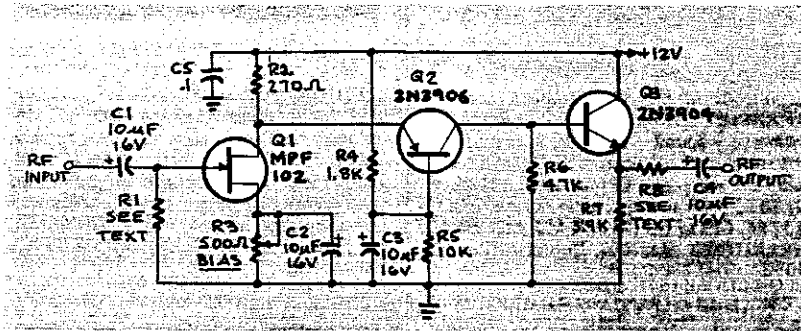 C5
.1
R2
270Ω
+12V
Q2
2N3906
Q3
2N3904
C1
10µF
16V
RF
INPUT
+
Q1
MPF
102
R4
1.8K
R6
4.7K
+
RF
OUTPUT
R1
SEE
TEXT
R3
500Ω
BIAS
C2
10µF
16V
+
+
C3
10µF
16V
R5
10K
R7
3.9K
R8
SEE
TEXT
C4
10µF
16V